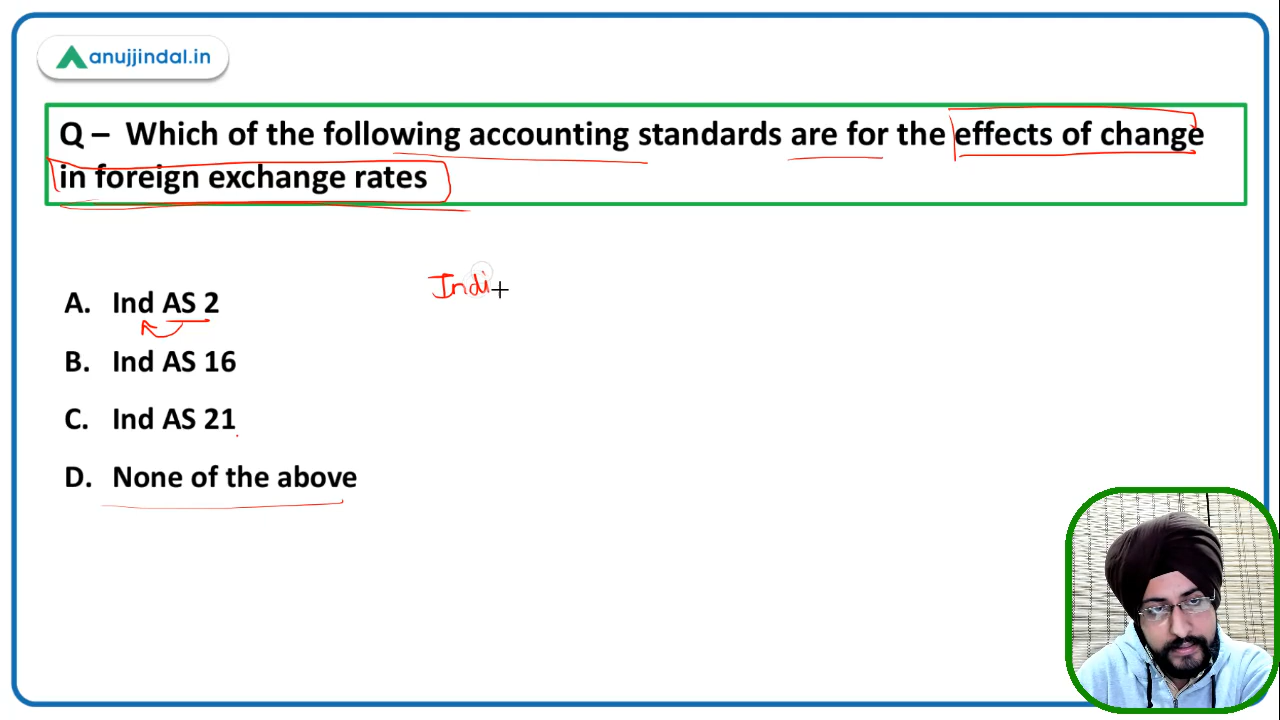 anujjindal.in
Q – Which of the following accounting standards are for the effects of change
in foreign exchange rates
Indi
A. Ind AS 2
B. Ind AS 16
C. Ind AS 21
D. None of the above